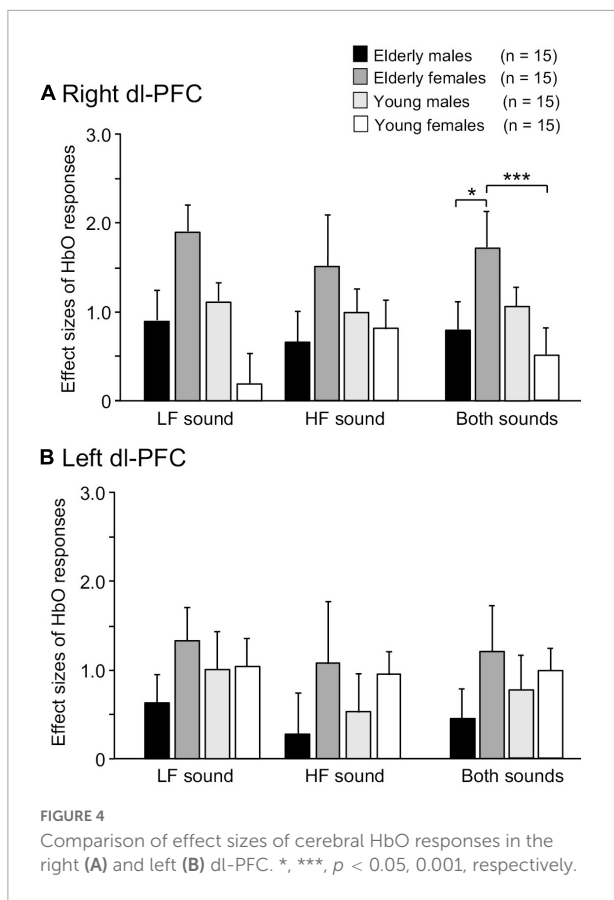 Elderly males (n = 15)
Elderly females (n = 15)
Young males (n = 15)
Young females (n = 15)
A Right dl-PFC
Effect sizes of HbO responses
3.0
2.0
1.0
0
* ***
LF sound HF sound Both sounds
B Left dl-PFC
Effect sizes of HbO responses
3.0
2.0
1.0
0
LF sound HF sound Both sounds
FIGURE 4
Comparison of effect sizes of cerebral HbO responses in the
right (A) and left (B) dl-PFC. *, ***, p < 0.05, 0.001, respectively.